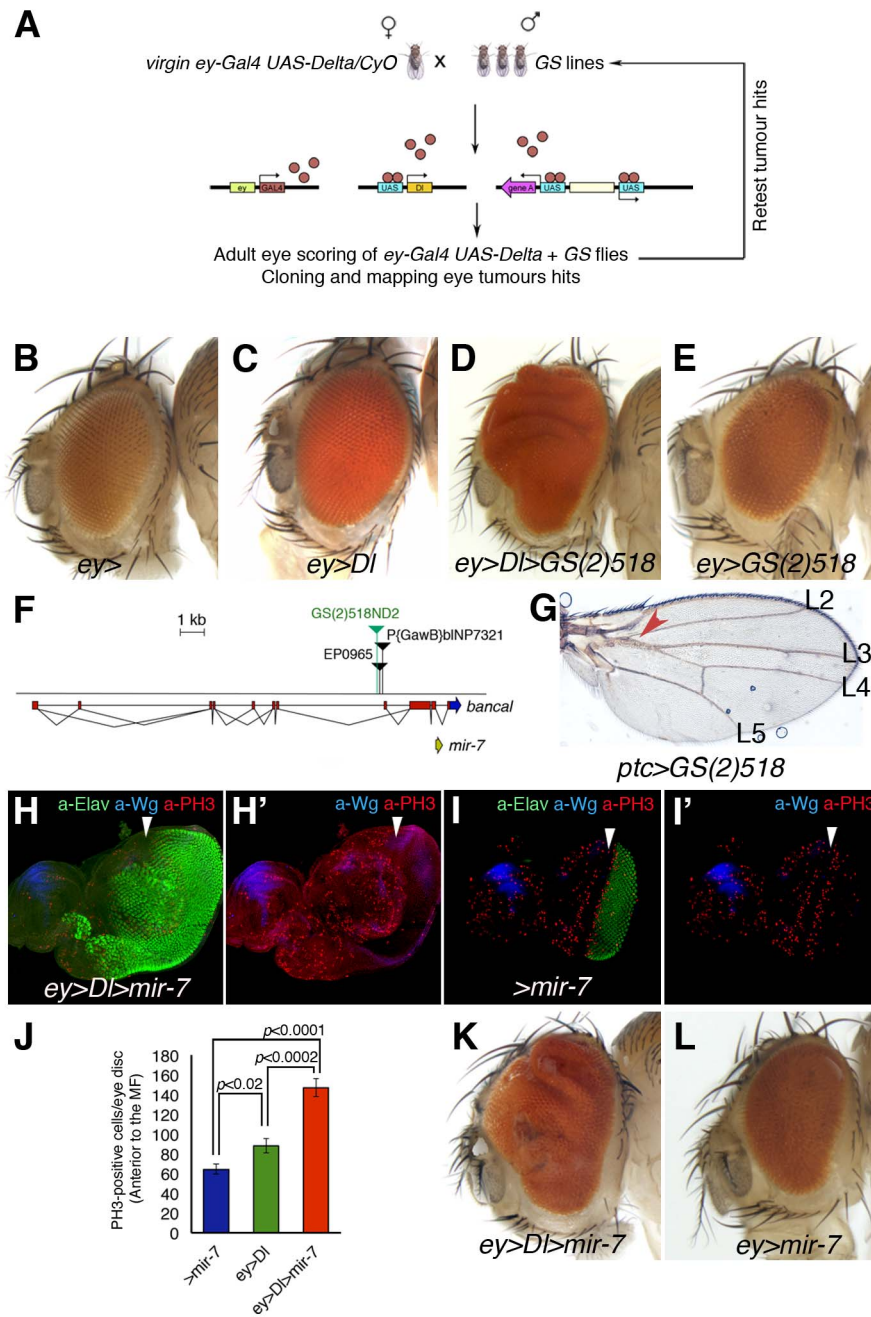 A
♀ ♂
virgin ey-Gal4 UAS-Delta/CyO x GS lines
Retest tumour hits
ey GAL4 UAS Dl gene A UAS UAS
Adult eye scoring of ey-Gal4 UAS-Delta + GS flies
Cloning and mapping eye tumours hits
B C D E
ey> ey>Dl ey>Dl>GS(2)518 ey>GS(2)518
F
1 kb
GS(2)518ND2
P{GawB}blNP7321
EP0965
bancal
mir-7
G
L2
L3
L4
L5
ptc>GS(2)518
H a-Elav a-Wg a-PH3
ey>Dl>mir-7
H' a-Wg a-PH3
I a-Elav a-Wg a-PH3
>mir-7
I' a-Wg a-PH3
J
p<0.0001
p<0.0002
p<0.02
PH3-positive cells/eye disc
(Anterior to the MF)
180
160
140
120
100
80
60
40
20
0
>mir-7 ey>Dl ey>Dl>mir-7
K L
ey>Dl>mir-7 ey>mir-7